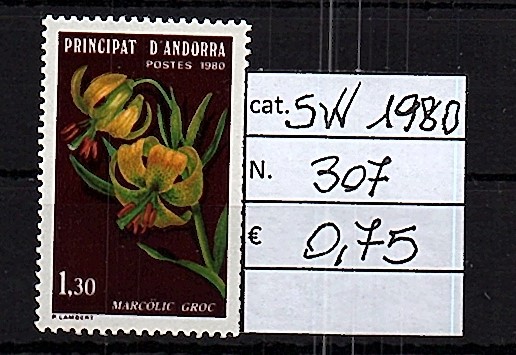 PRINCIPAT D'ANDORRA
POSTES 1980
1,30
MARCÒLIC GROC
P. LAMBERT
cat. SW 1980
N. 307
€ 0,75